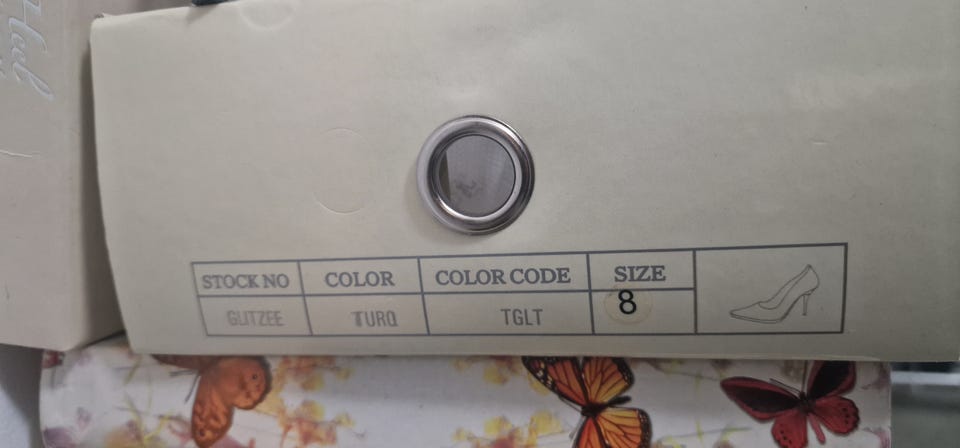 STOCK NO COLOR COLOR CODE SIZE
GLITZEE TURQ TGLT 8